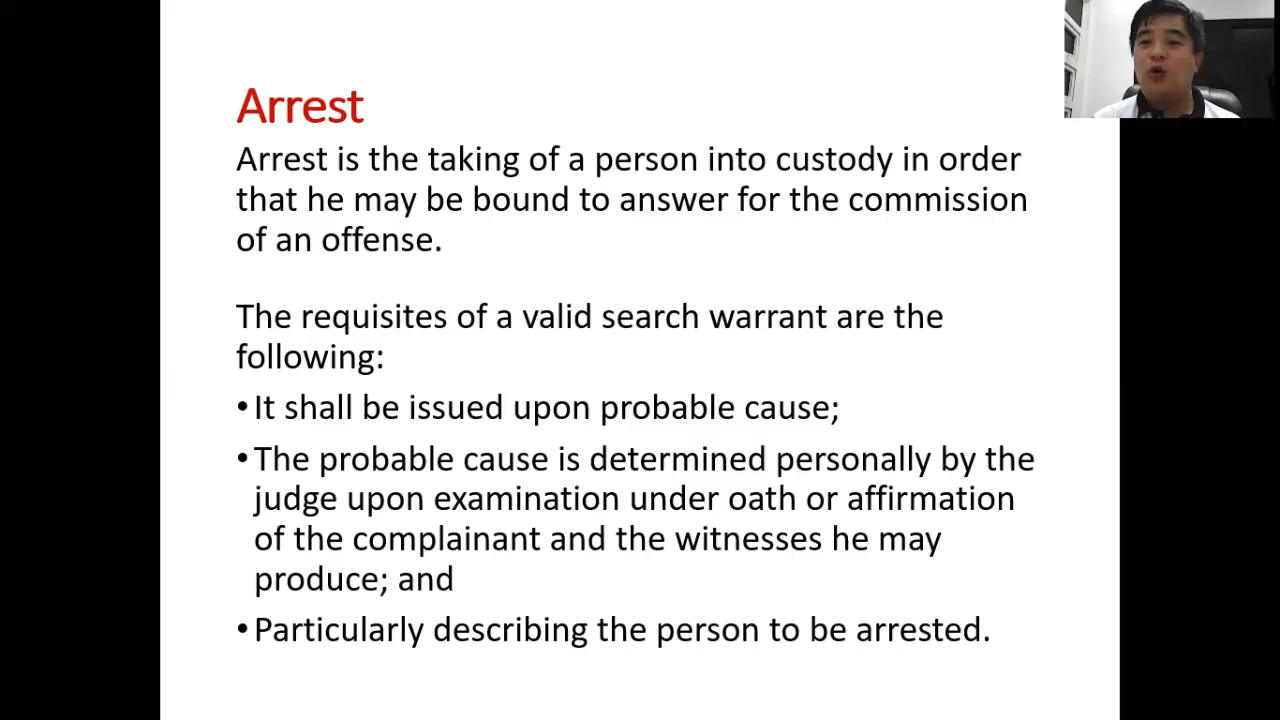 Arrest
Arrest is the taking of a person into custody in order
that he may be bound to answer for the commission
of an offense.
The requisites of a valid search warrant are the
following:
•It shall be issued upon probable cause;
•The probable cause is determined personally by the
judge upon examination under oath or affirmation
of the complainant and the witnesses he may
produce; and
•Particularly describing the person to be arrested.